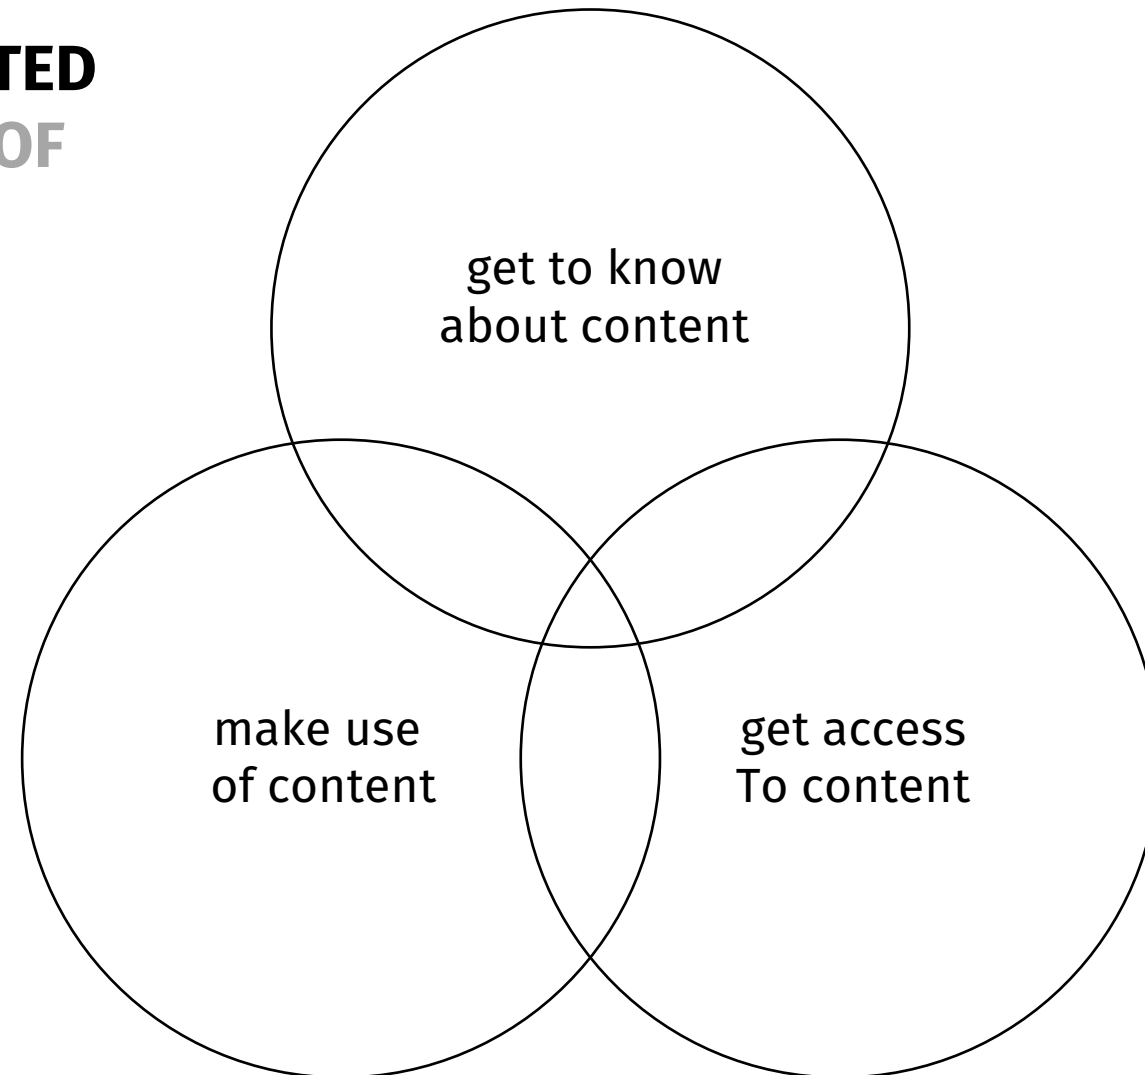 TED
OF
get to know
about content
make use
of content
get access
To content